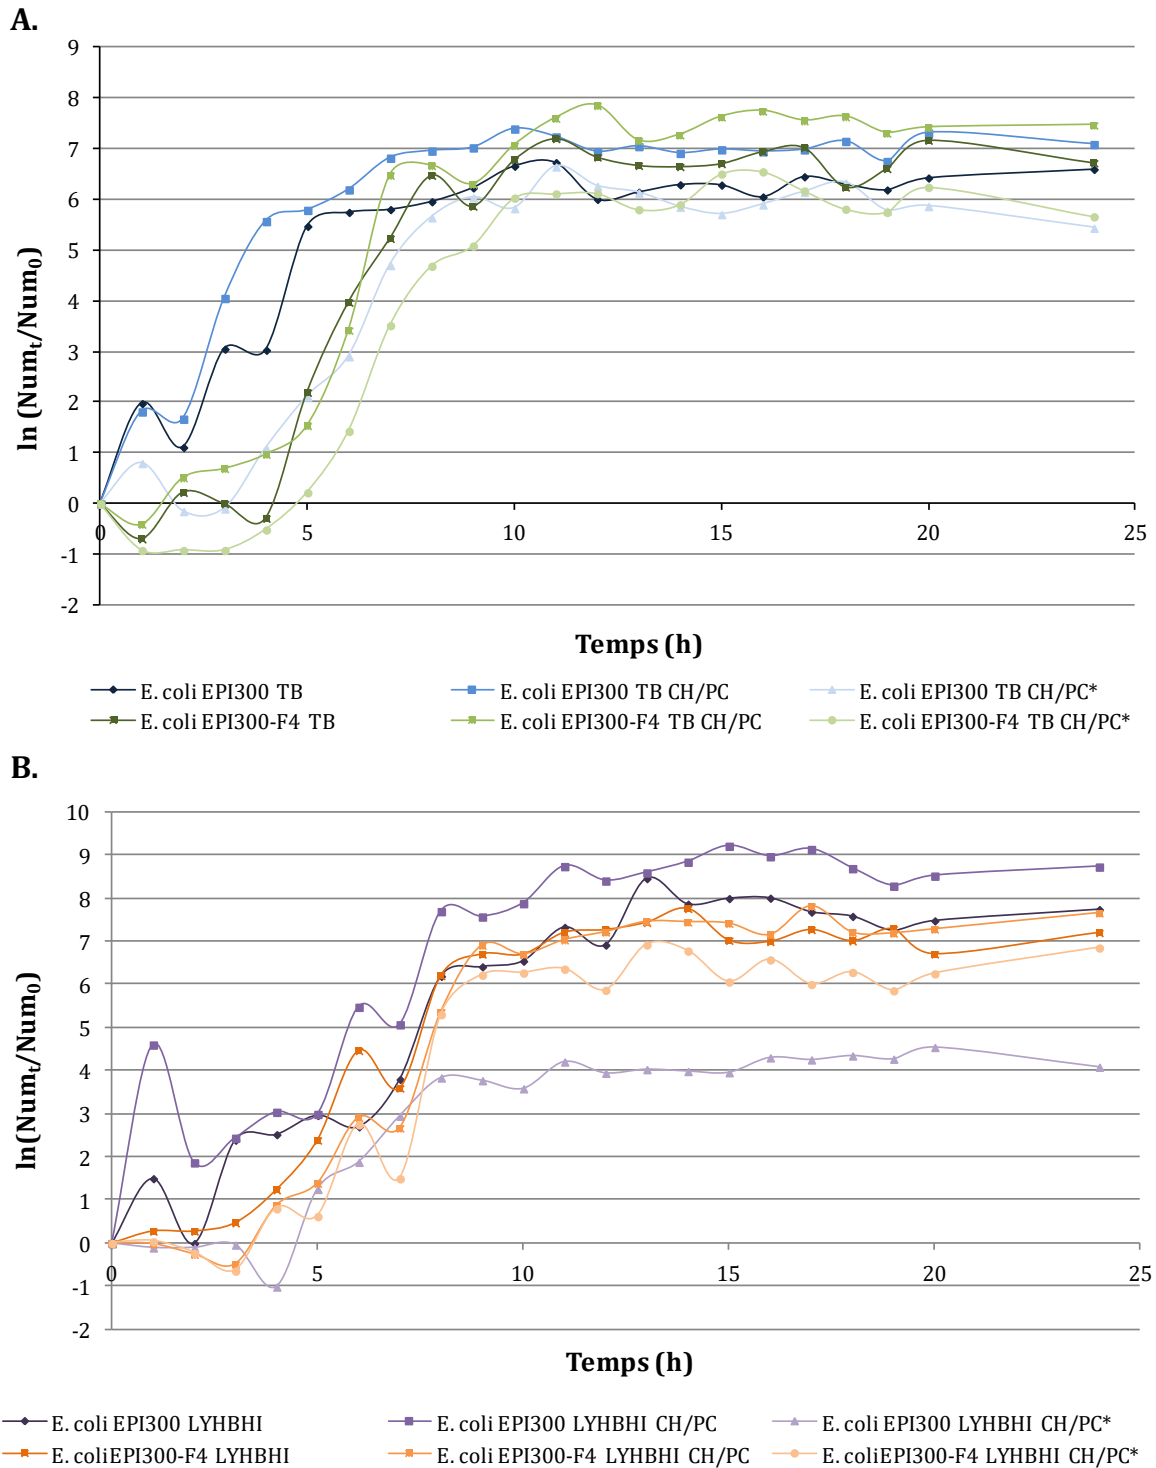 A.
9
8
7
6
5
4
3
2
1
0
-1
-2
0 5 10 15 20 25
ln (Numt/Num0)
Temps (h)
E. coli EPI300 TB E. coli EPI300 TB CH/PC E. coli EPI300 TB CH/PC*
E. coli EPI300-F4 TB E. coli EPI300-F4 TB CH/PC E. coli EPI300-F4 TB CH/PC*
B.
10
9
8
7
6
5
4
3
2
1
0
-1
-2
0 5 10 15 20 25
ln(Numt/Num0)
Temps (h)
E. coli EPI300 LYHBHI E. coli EPI300 LYHBHI CH/PC E. coli EPI300 LYHBHI CH/PC*
E. coliEPI300-F4 LYHBHI E. coli EPI300-F4 LYHBHI CH/PC E. coliEPI300-F4 LYHBHI CH/PC*